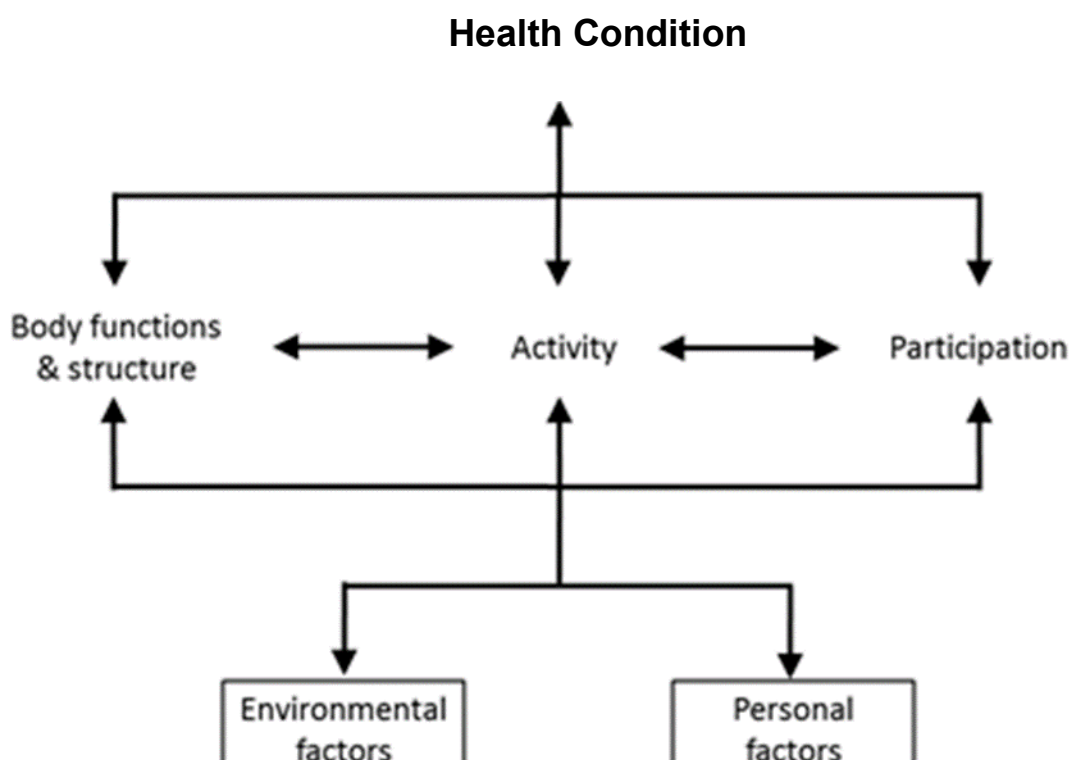 Health Condition
Body functions
& structure
Activity
Participation
Environmental
factors
Personal
factors